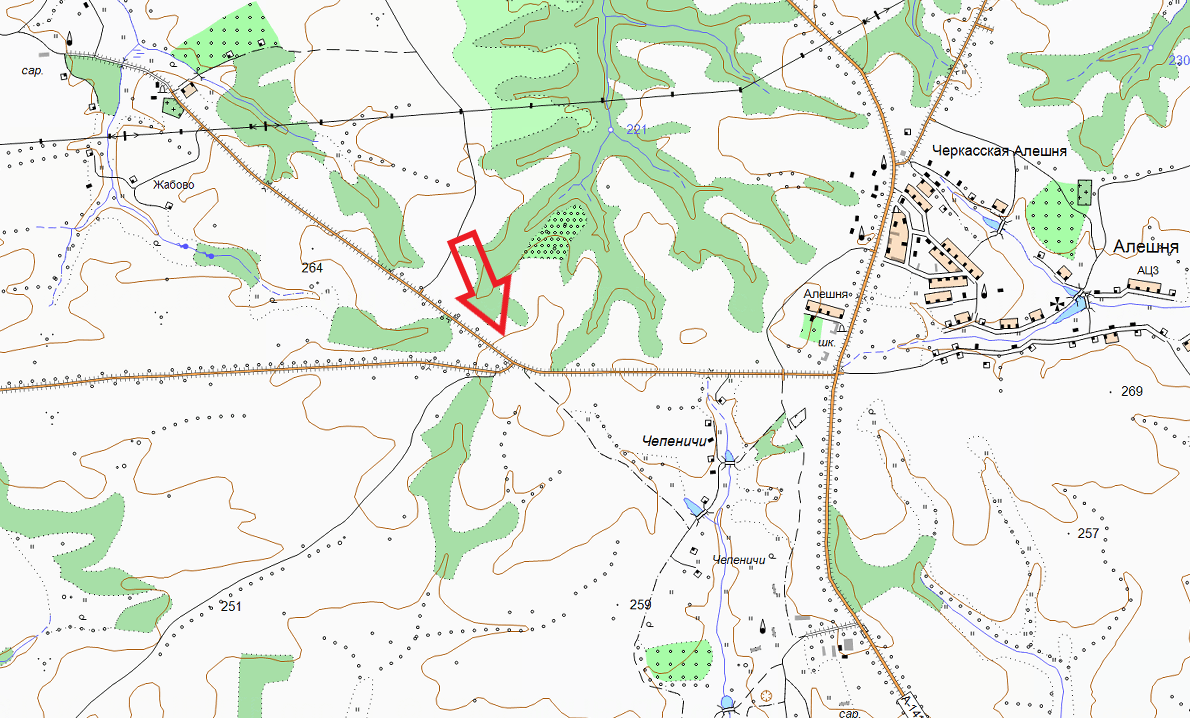 230
сар.
221
Черкасская Алешня
Жабово
Алешня
264
АЦЗ
Алешня
шк.
269
Чепеничи
257
Чепеничи
251
259
сар.